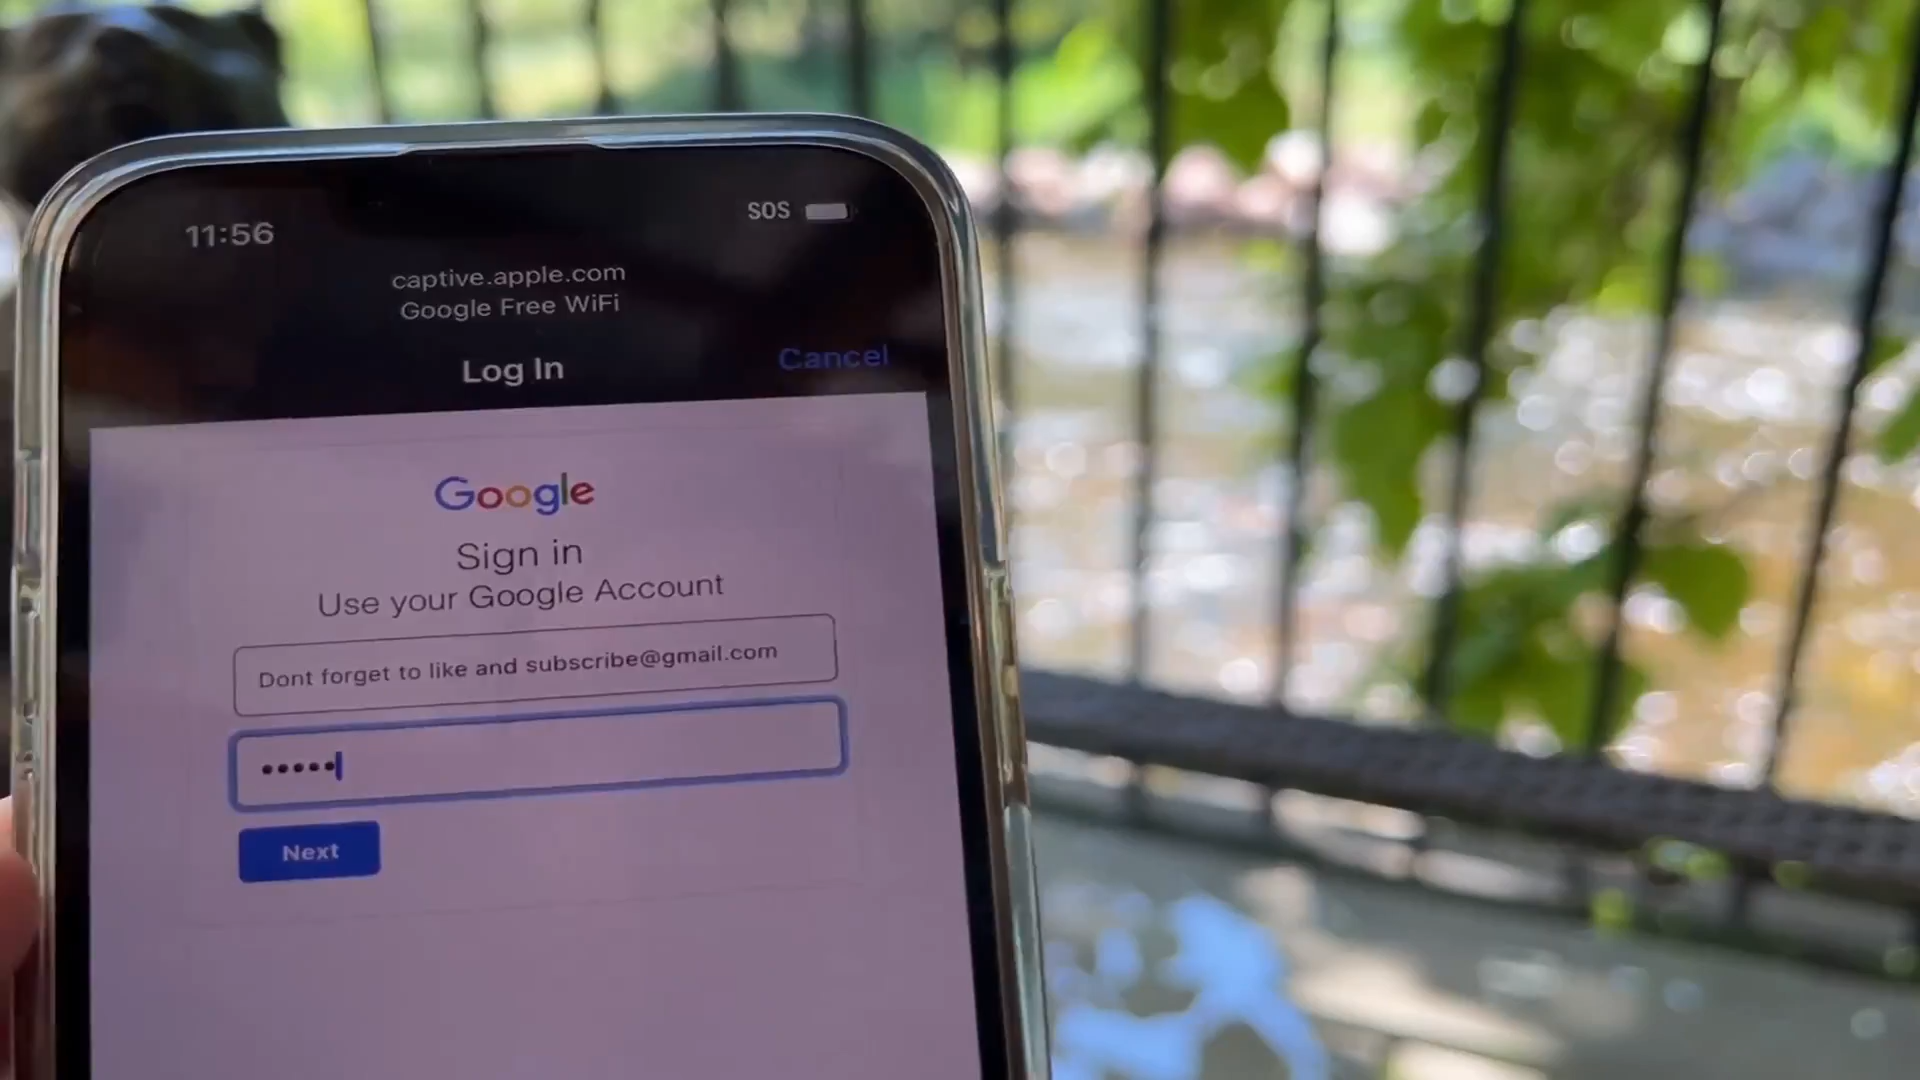 11:56
SOS
captive.apple.com
Google Free WiFi
Log In
Cancel
Google
Sign in
Use your Google Account
Dont forget to like and subscribe@gmail.com
•••••
Next